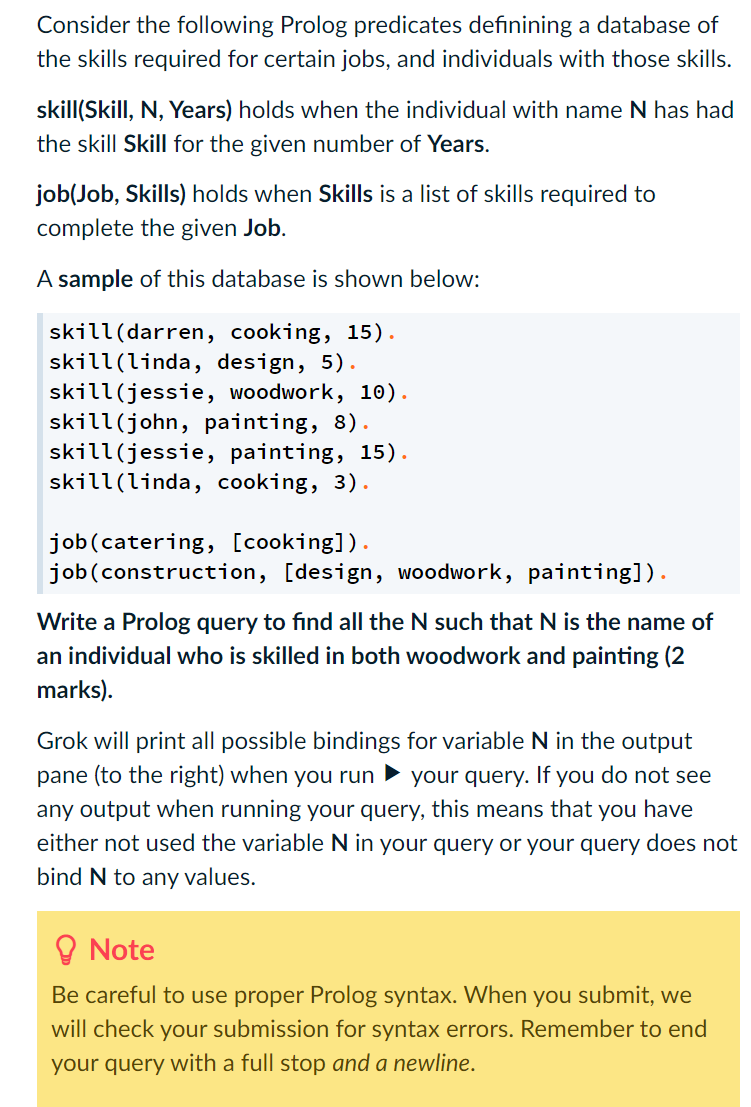 Consider the following Prolog predicates definining a database of
the skills required for certain jobs, and individuals with those skills.
skill(Skill, N, Years) holds when the individual with name N has had
the skill Skill for the given number of Years.
job(Job, Skills) holds when Skills is a list of skills required to
complete the given Job.
A sample of this database is shown below:
skill(darren, cooking, 15).
skill(linda, design, 5).
skill(jessie, woodwork, 10).
skill(john, painting, 8).
skill(jessie, painting, 15).
skill(linda, cooking, 3).
job(catering, [cooking]).
job(construction, [design, woodwork, painting]).
Write a Prolog query to find all the N such that N is the name of
an individual who is skilled in both woodwork and painting (2
marks).
Grok will print all possible bindings for variable N in the output
pane (to the right) when you run ▶ your query. If you do not see
any output when running your query, this means that you have
either not used the variable N in your query or your query does not
bind N to any values.
Note
Be careful to use proper Prolog syntax. When you submit, we
will check your submission for syntax errors. Remember to end
your query with a full stop and a newline.